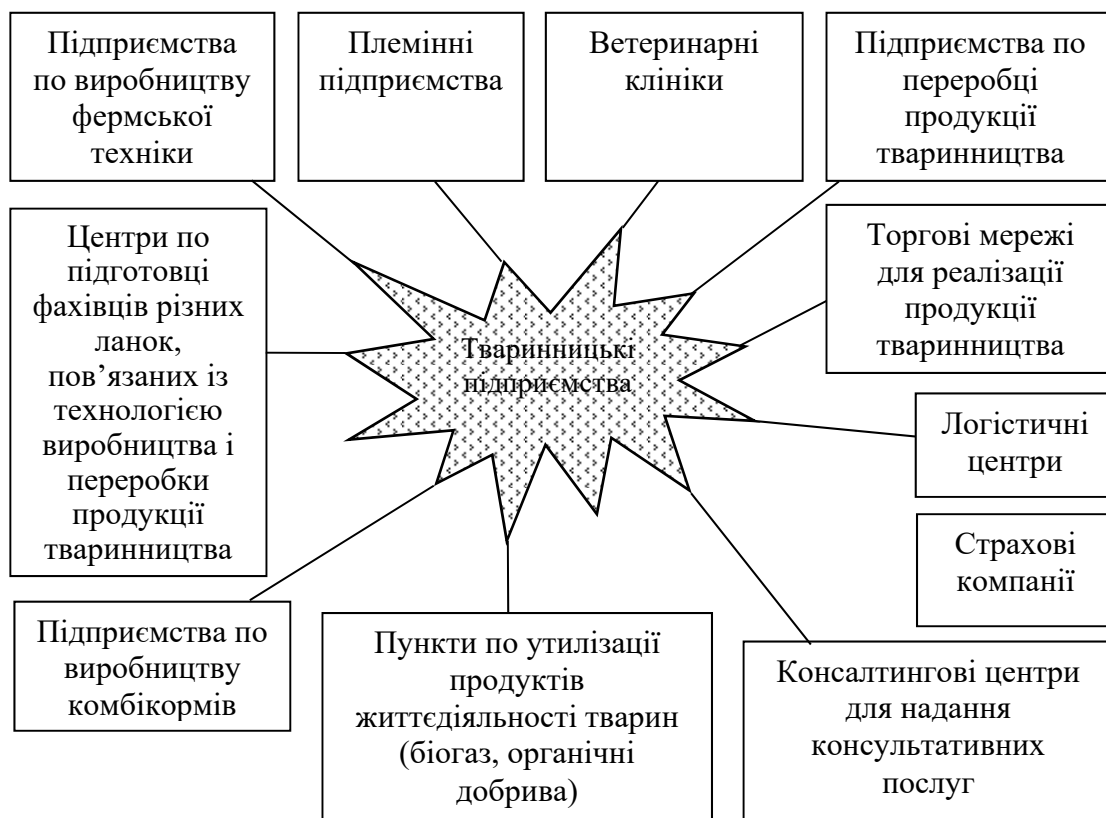 Підприємства
по виробництву
фермської
техніки
Племінні
підприємства
Ветеринарні
клініки
Підприємства по
переробці
продукції
тваринництва
Центри по
підготовці
фахівців різних
ланок,
пов’язаних із
технологією
виробництва і
переробки
продукції
тваринництва
Тваринницькі
підприємства
Торгові мережі
для реалізації
продукції
тваринництва
Логістичні
центри
Страхові
компанії
Підприємства по
виробництву
комбікормів
Пункти по утилізації
продуктів
життєдіяльності тварин
(біогаз, органічні
добрива)
Консалтингові центри
для надання
консультативних
послуг